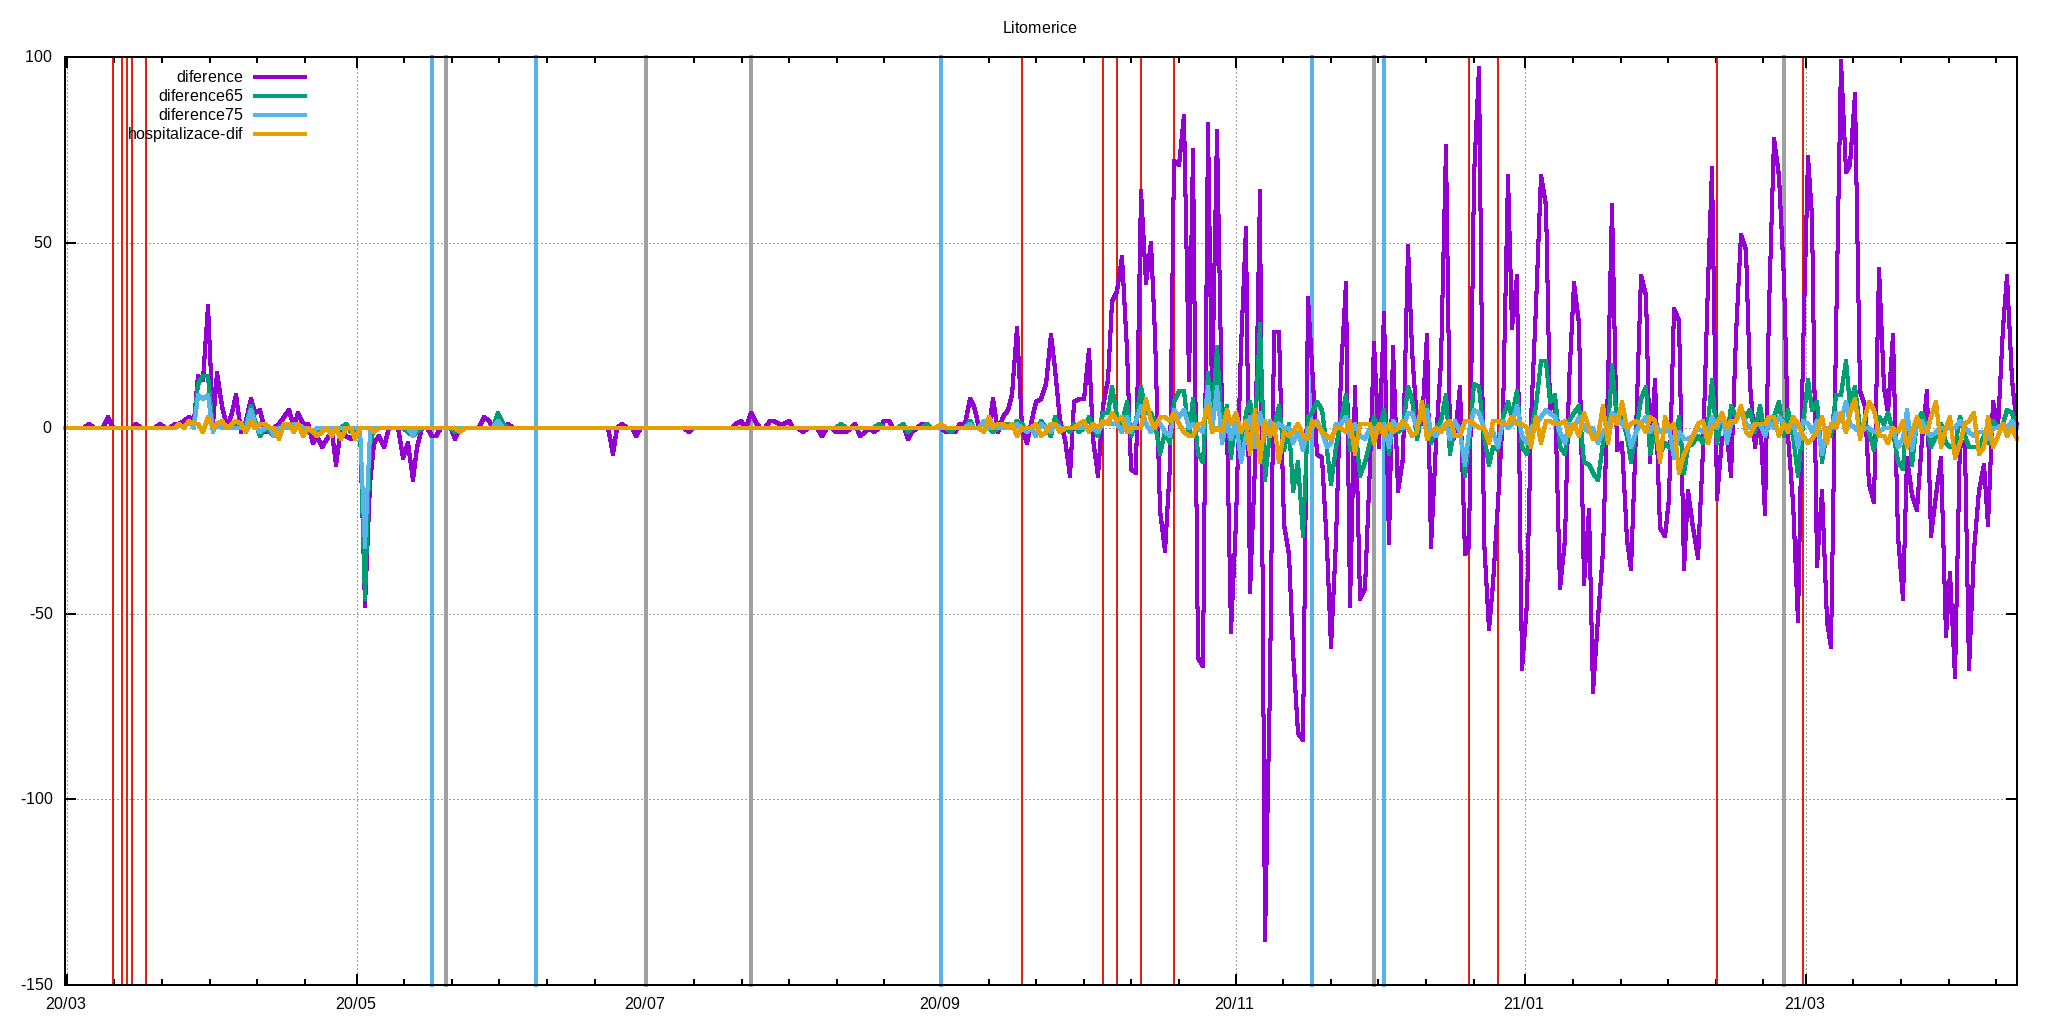 Litomerice
100
50
0
-50
-100
-150
diference
diference65
diference75
hospitalizace-dif
20/03 20/05 20/07 20/09 20/11 21/01 21/03